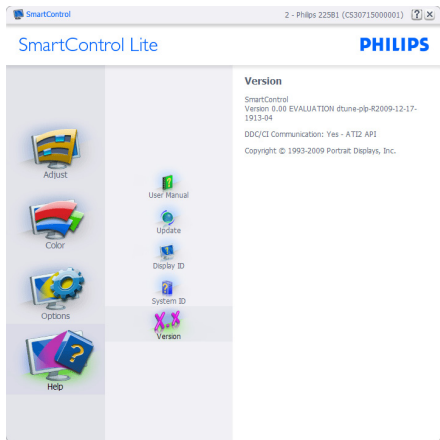 SmartControl
2 - Philips 225B1 (CS30715000001)
SmartControl Lite
PHILIPS
Adjust
Color
Options
Help
User Manual
Update
Display ID
System ID
X.X
Version
Version
SmartControl
Version 0.00 EVALUATION dtune-plp-R2009-12-17-
1913-04
DDC/CI Communication: Yes - ATI2 API
Copyright © 1993-2009 Portrait Displays, Inc.